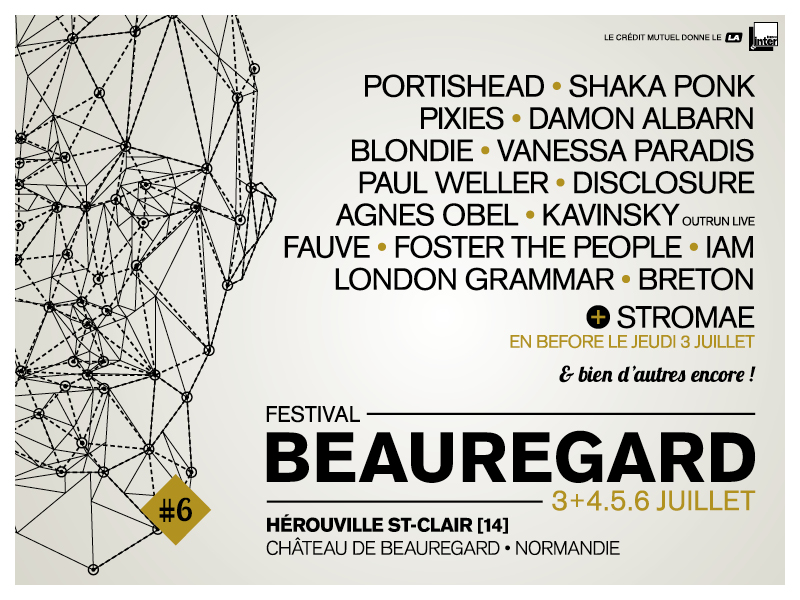 LE CRÉDIT MUTUEL DONNE LE LA
inter
PORTISHEAD • SHAKA PONK
PIXIES • DAMON ALBARN
BLONDIE • VANESSA PARADIS
PAUL WELLER • DISCLOSURE
AGNES OBEL • KAVINSKY OUTRUN LIVE
FAUVE • FOSTER THE PEOPLE • IAM
LONDON GRAMMAR • BRETON
+ STROMAE
EN BEFORE LE JEUDI 3 JUILLET
& bien d'autres encore !
FESTIVAL
BEAUREGARD
3+4.5.6 JUILLET
#6
HÉROUVILLE ST-CLAIR [14]
CHÂTEAU DE BEAUREGARD • NORMANDIE